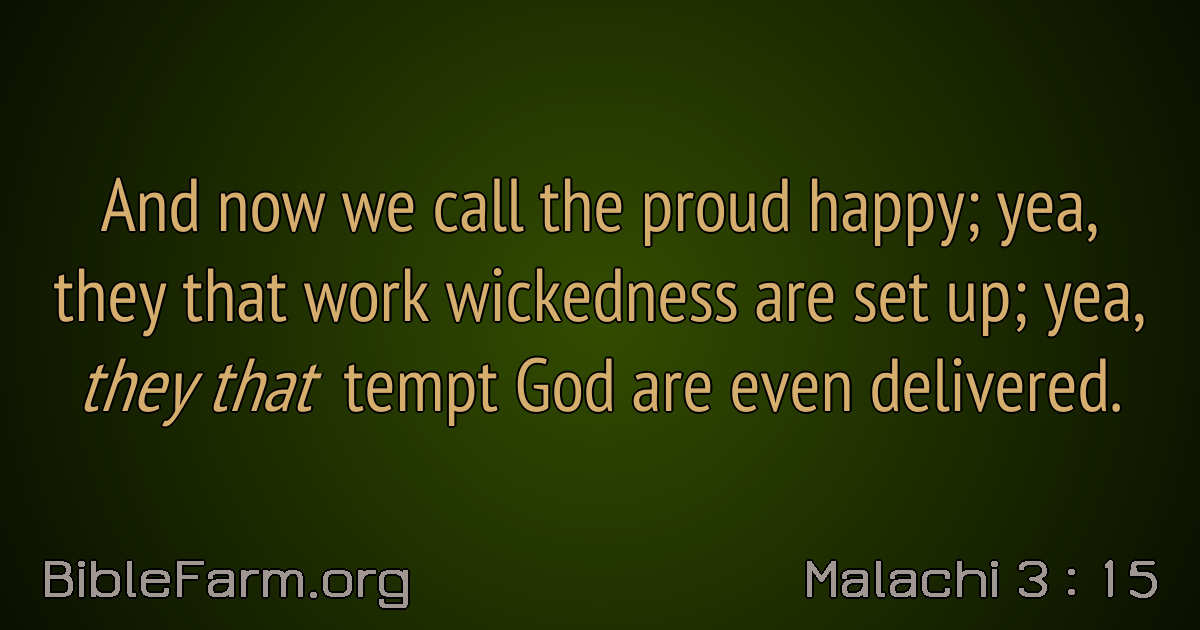 And now we call the proud happy; yea,
they that work wickedness are set up; yea,
they that tempt God are even delivered.
BibleFarm.org
Malachi 3 : 15